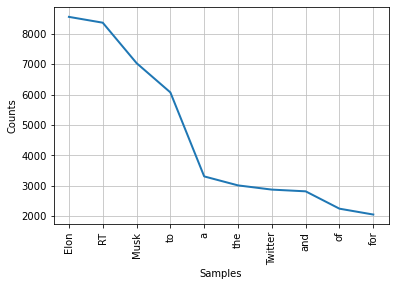 8000
7000
6000
5000
4000
3000
2000
Counts
Elon
RT
Musk
to
a
the
Twitter
and
of
for
Samples